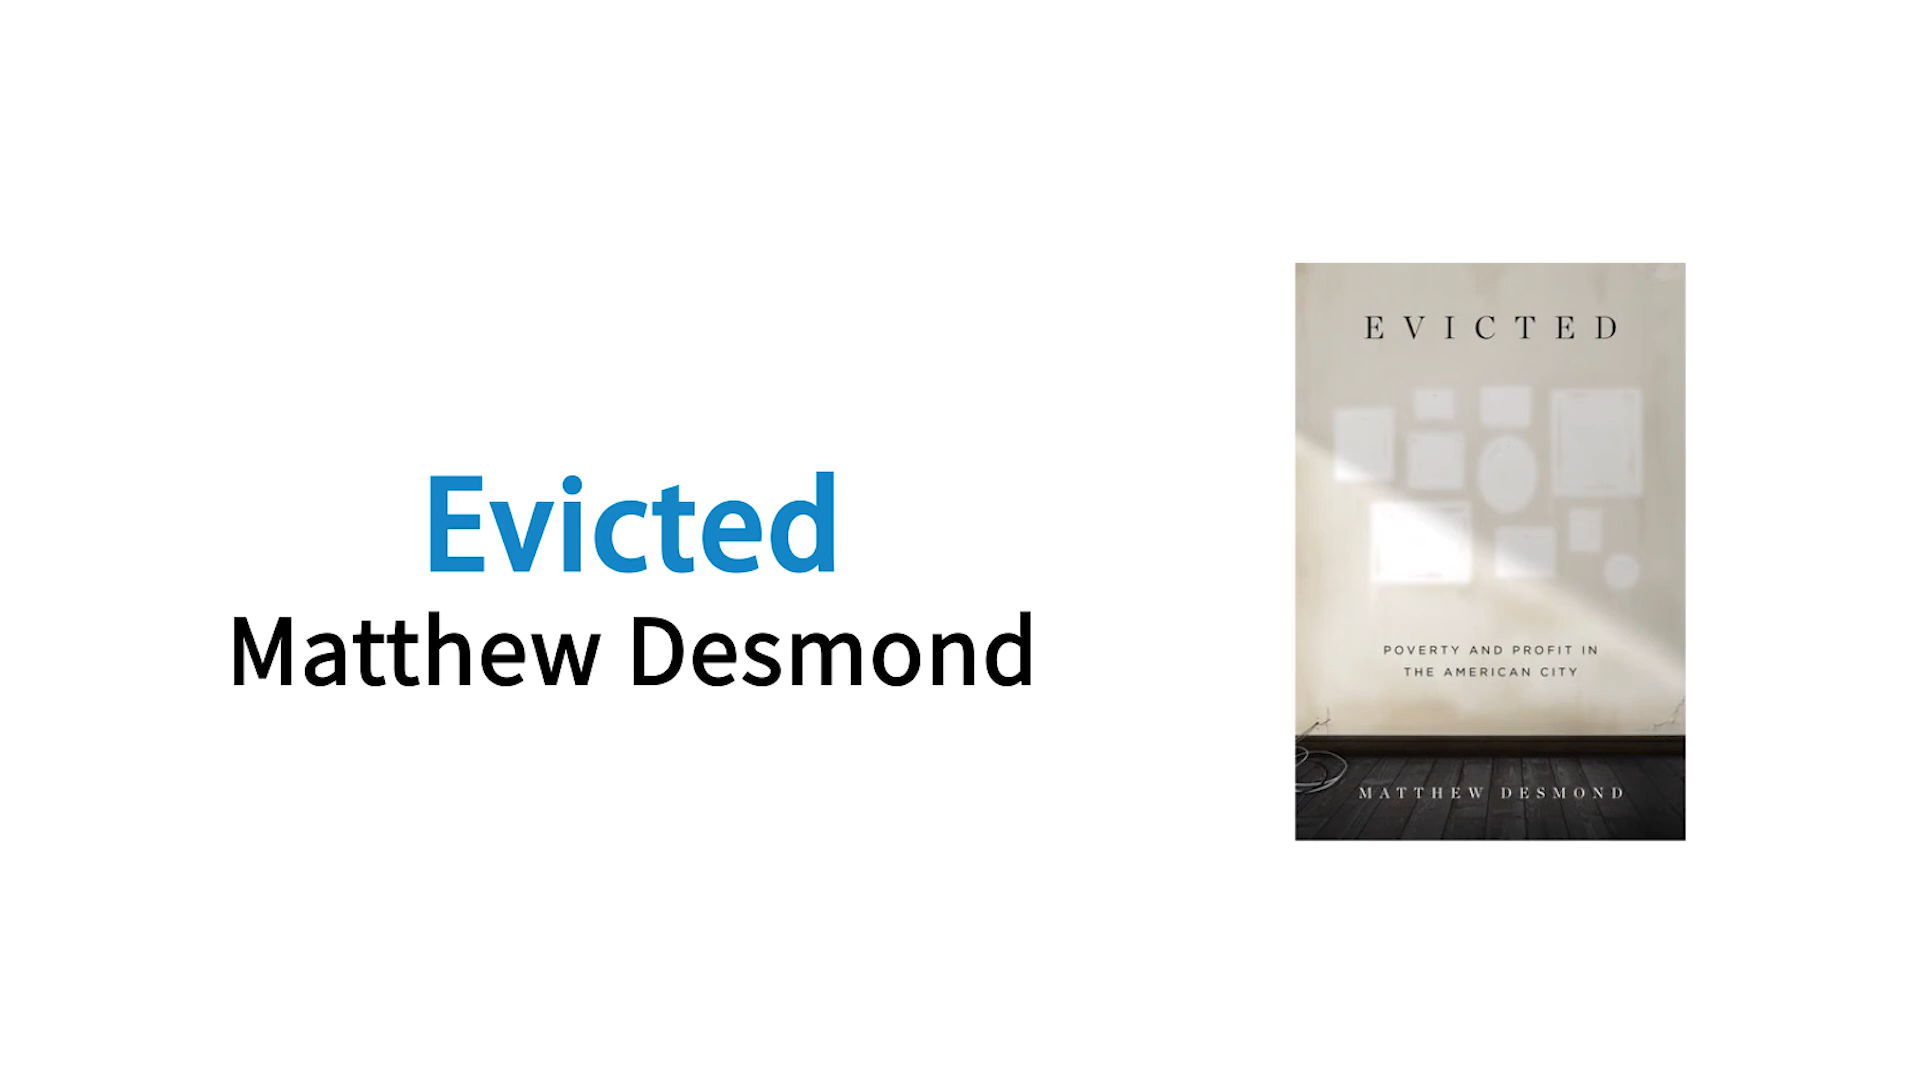 Evicted
Matthew Desmond
EVICTED
POVERTY AND PROFIT IN
THE AMERICAN CITY
MATTHEW DESMOND